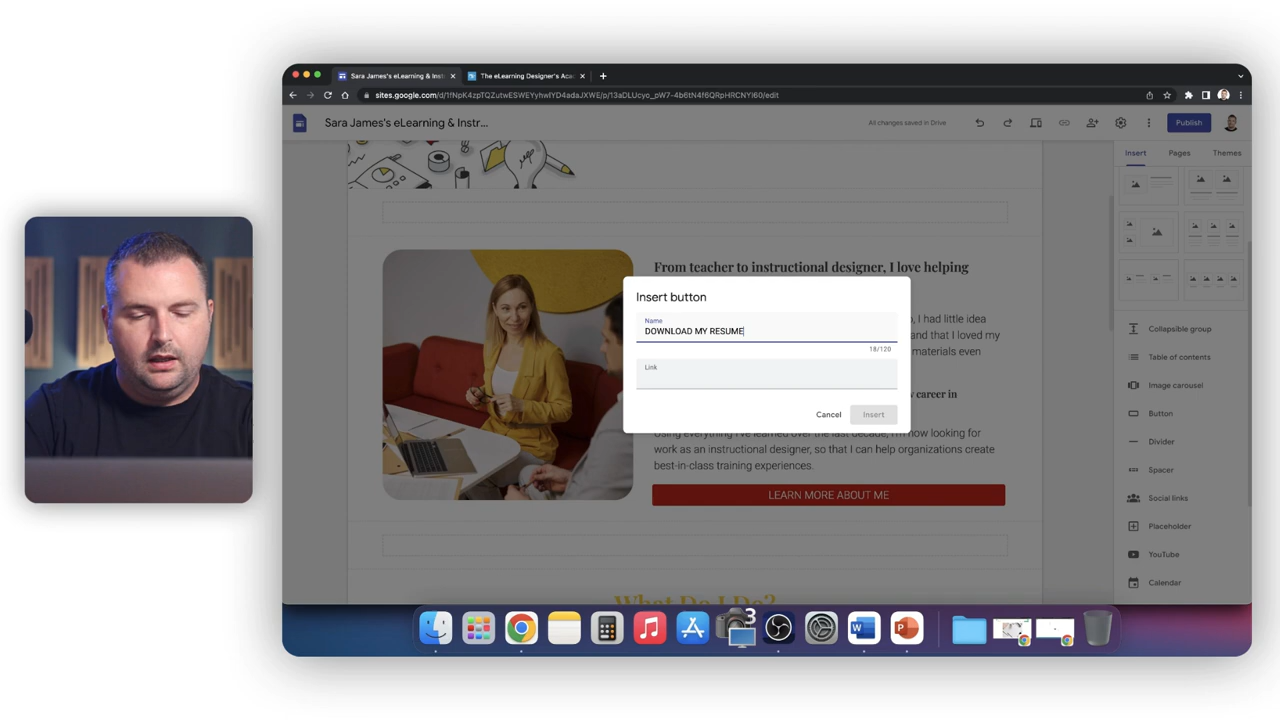 Sara James's eLearning & Inst
The eLearning Designer's Aca
sites.google.com/d/1fNpK4zpTQZutwESWEYyhwlYD4adaJXWE/p/13aDLUcyo_pW7-4b6tN4f6QRpHRCNYI60/edit
Sara James's eLearning & Instr...
All changes saved in Drive
Publish
Insert
Pages
Themes
From teacher to instructional designer, I love helping
, I had little idea
and that I loved my
materials even
career in
Using everything I've learned over the last decade, I'm now looking for
work as an instructional designer, so that I can help organizations create
best-in-class training experiences.
LEARN MORE ABOUT ME
What Do I Do?
Insert button
Name
DOWNLOAD MY RESUME
18/120
Link
Cancel
Insert
Collapsible group
Table of contents
Image carousel
Button
Divider
Spacer
Social links
Placeholder
YouTube
Calendar
3